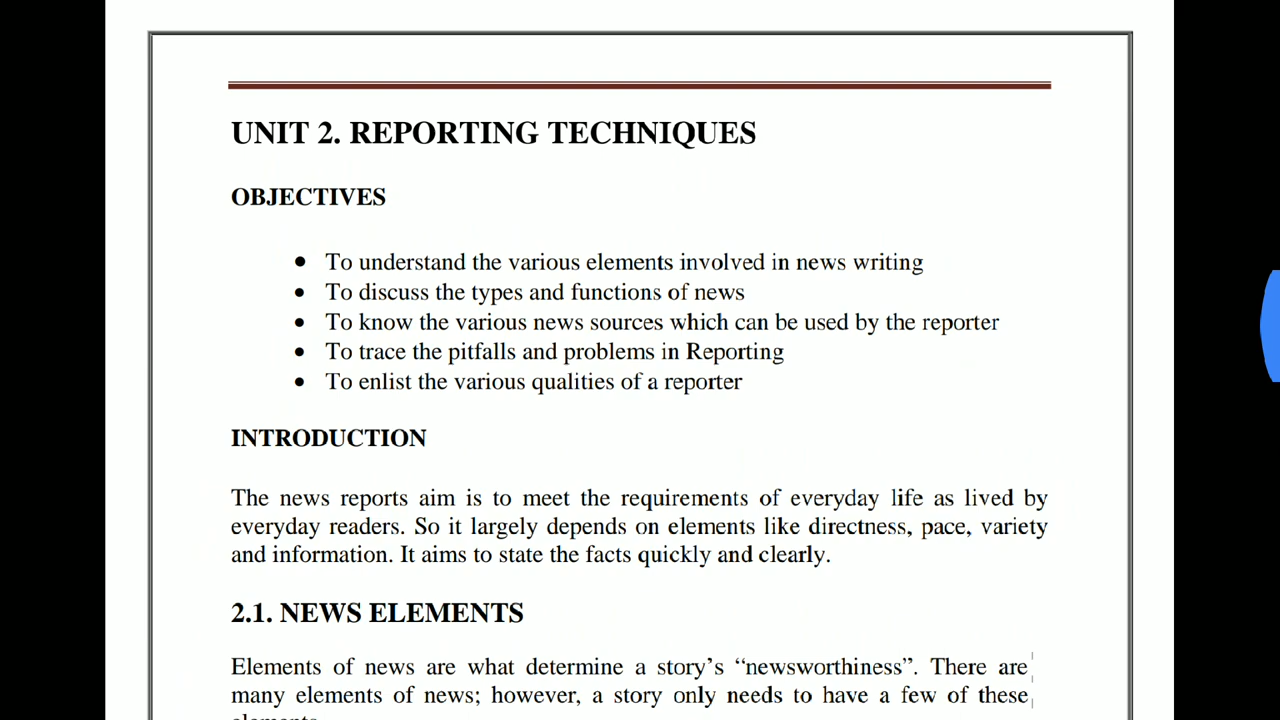 UNIT 2. REPORTING TECHNIQUES
OBJECTIVES
• To understand the various elements involved in news writing
• To discuss the types and functions of news
• To know the various news sources which can be used by the reporter
• To trace the pitfalls and problems in Reporting
• To enlist the various qualities of a reporter
INTRODUCTION
The news reports aim is to meet the requirements of everyday life as lived by
everyday readers. So it largely depends on elements like directness, pace, variety
and information. It aims to state the facts quickly and clearly.
2.1. NEWS ELEMENTS
Elements of news are what determine a story's “newsworthiness”. There are
many elements of news; however, a story only needs to have a few of these